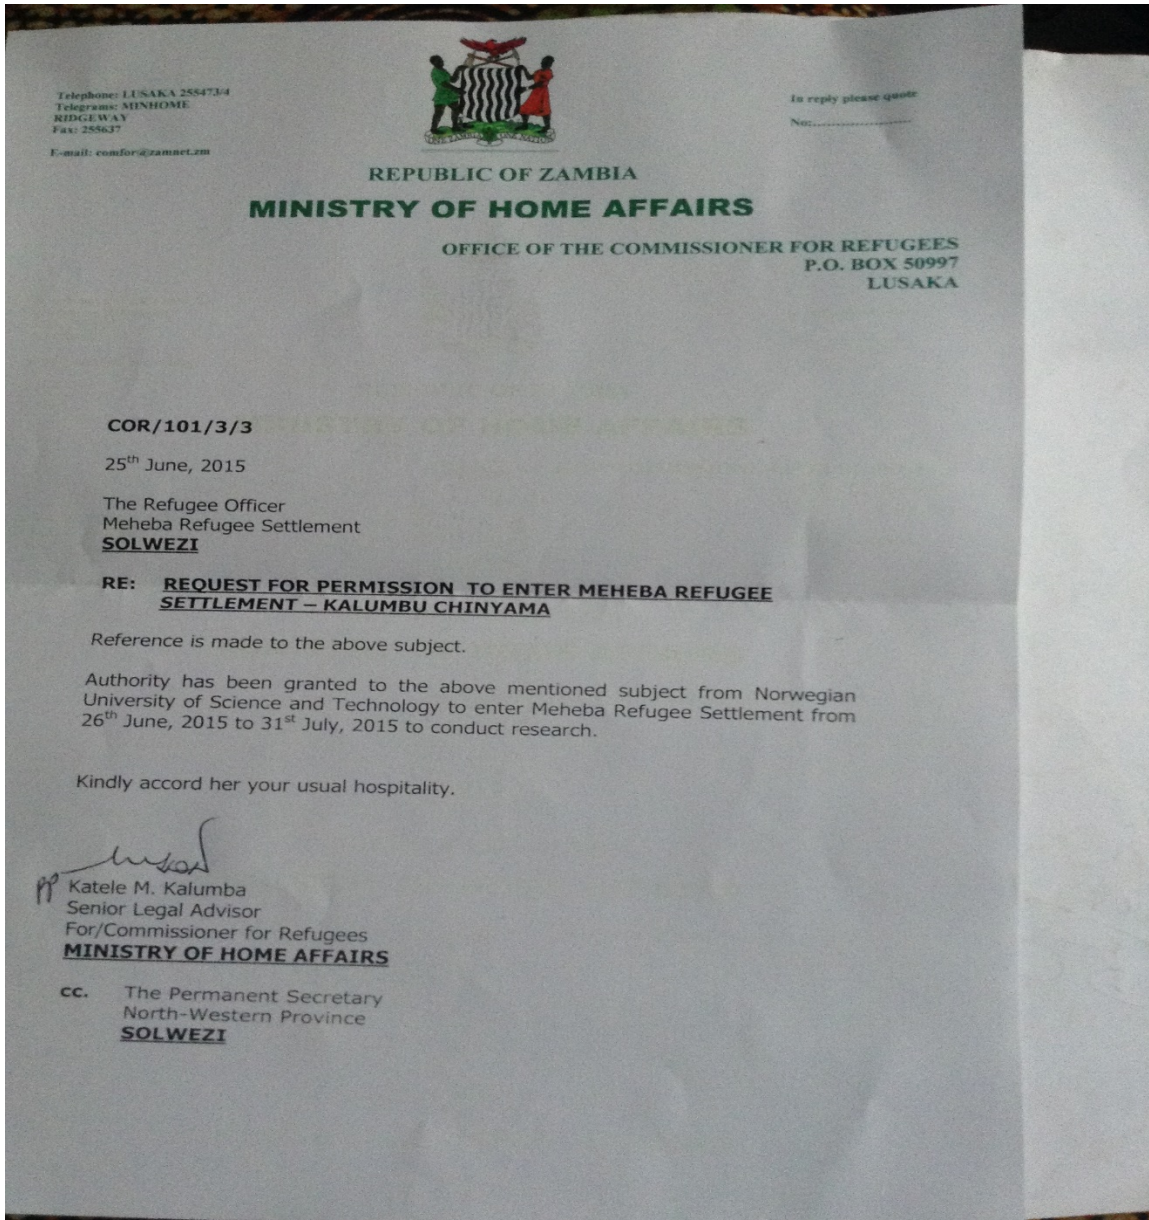 Telephone: LUSAKA 255473/4
Telegrams: MINHOME
RIDGEWAY
Fax: 255637
E-mail: comfor@zamnet.zm
In reply please quote
No:......................
ONE ZAMBIA ONE NATION
REPUBLIC OF ZAMBIA
MINISTRY OF HOME AFFAIRS
OFFICE OF THE COMMISSIONER FOR REFUGEES
P.O. BOX 50997
LUSAKA
COR/101/3/3
25th June, 2015
The Refugee Officer
Meheba Refugee Settlement
SOLWEZI
RE: REQUEST FOR PERMISSION TO ENTER MEHEBA REFUGEE
SETTLEMENT – KALUMBU CHINYAMA
Reference is made to the above subject.
Authority has been granted to the above mentioned subject from Norwegian
University of Science and Technology to enter Meheba Refugee Settlement from
26th June, 2015 to 31st July, 2015 to conduct research.
Kindly accord her your usual hospitality.
pp Katele M. Kalumba
Senior Legal Advisor
For/Commissioner for Refugees
MINISTRY OF HOME AFFAIRS
cc. The Permanent Secretary
North-Western Province
SOLWEZI